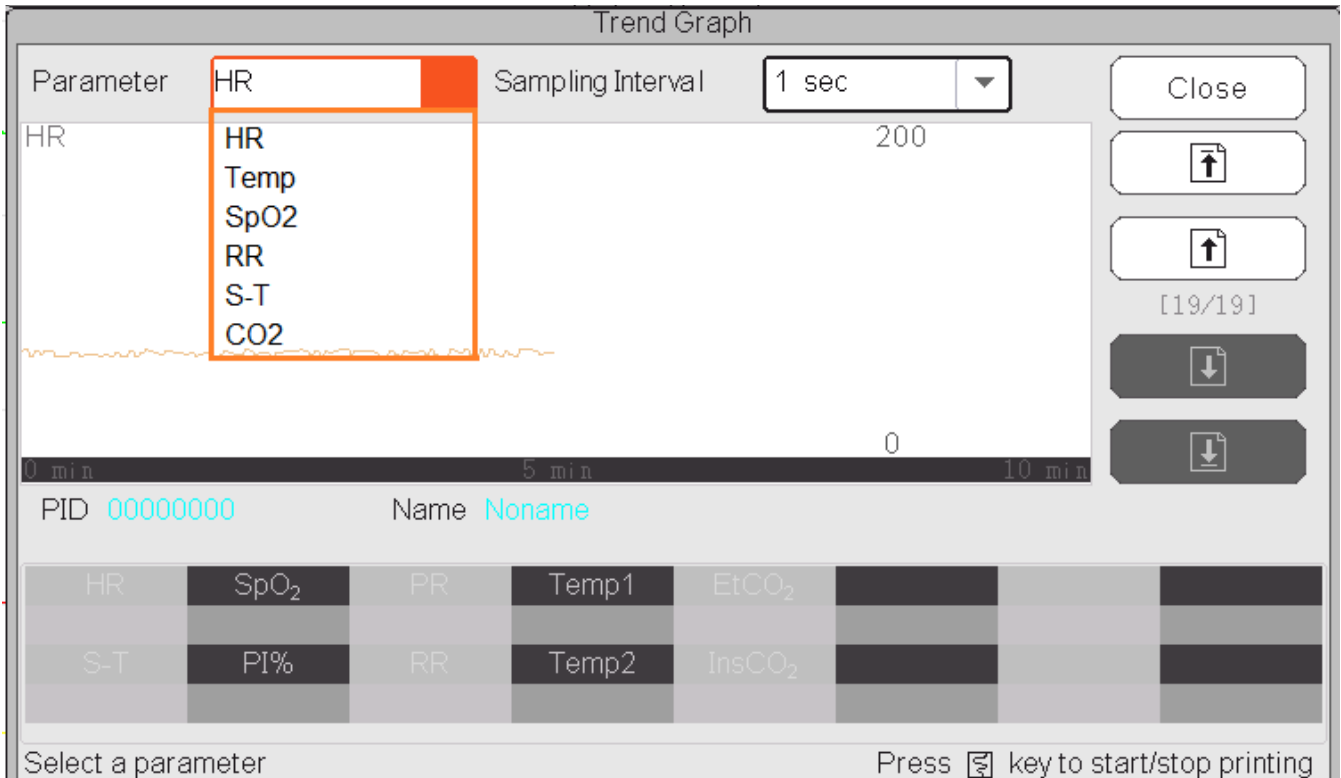 Trend Graph
Parameter HR Sampling Interval 1 sec Close
HR 200
HR
Temp
SpO2
RR
S-T
CO2
[19/19]
0
0 min 5 min 10 min
PID 00000000 Name Noname
HR SpO₂ PR Temp1 EtCO₂
S-T PI% RR Temp2 InsCO₂
Select a parameter Press key to start/stop printing